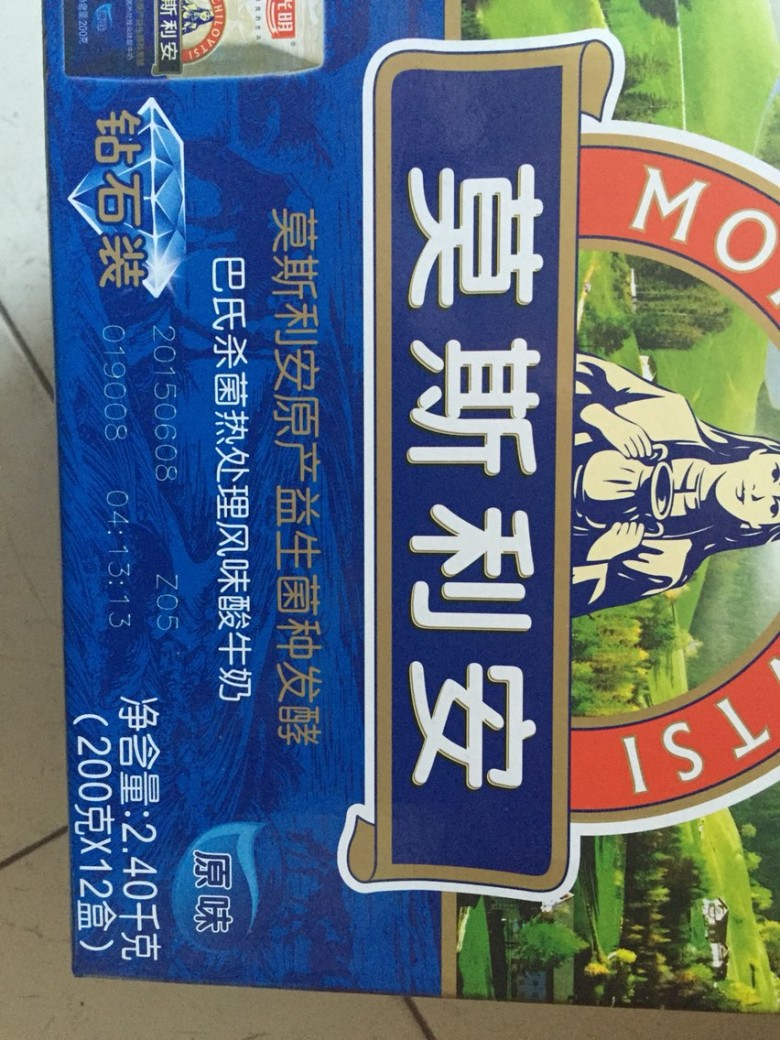 光明
莫斯利安
MO
TSI
莫斯利安原产益生菌种发酵
巴氏杀菌热处理风味酸牛奶
钻石装
20150608 Z05
019008 04:13:13
原味
净含量:2.40千克
(200克X12盒)